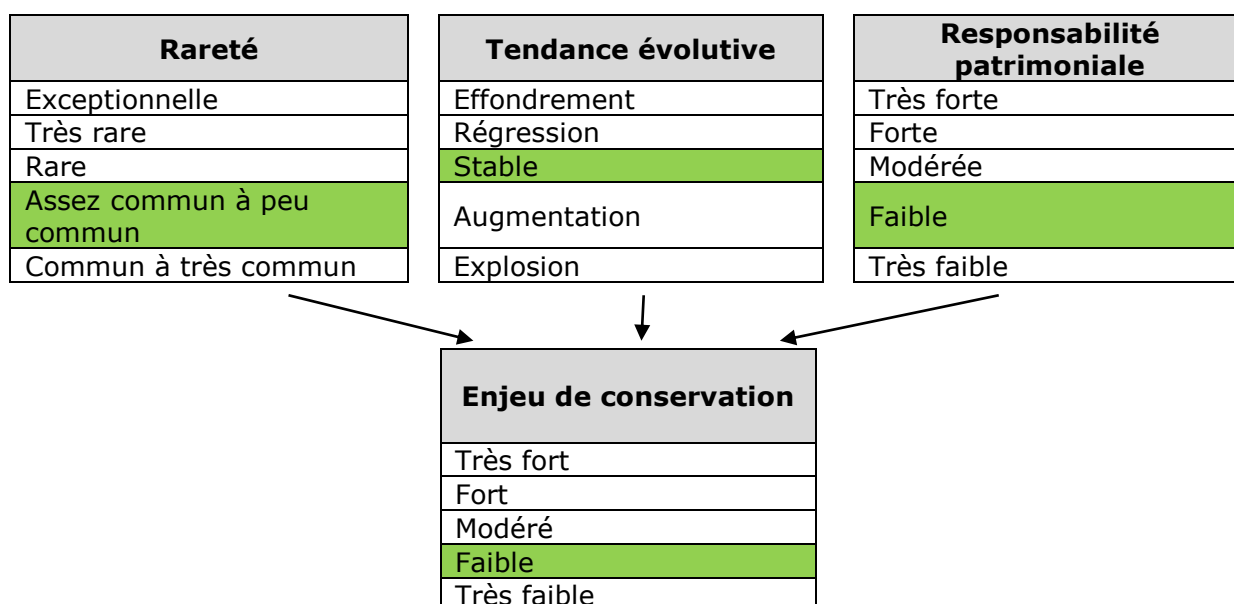 Rareté
Exceptionnelle
Très rare
Rare
Assez commun à peu
commun
Commun à très commun
Tendance évolutive
Effondrement
Régression
Stable
Augmentation
Explosion
Responsabilité
patrimoniale
Très forte
Forte
Modérée
Faible
Très faible
Enjeu de conservation
Très fort
Fort
Modéré
Faible
Très faible